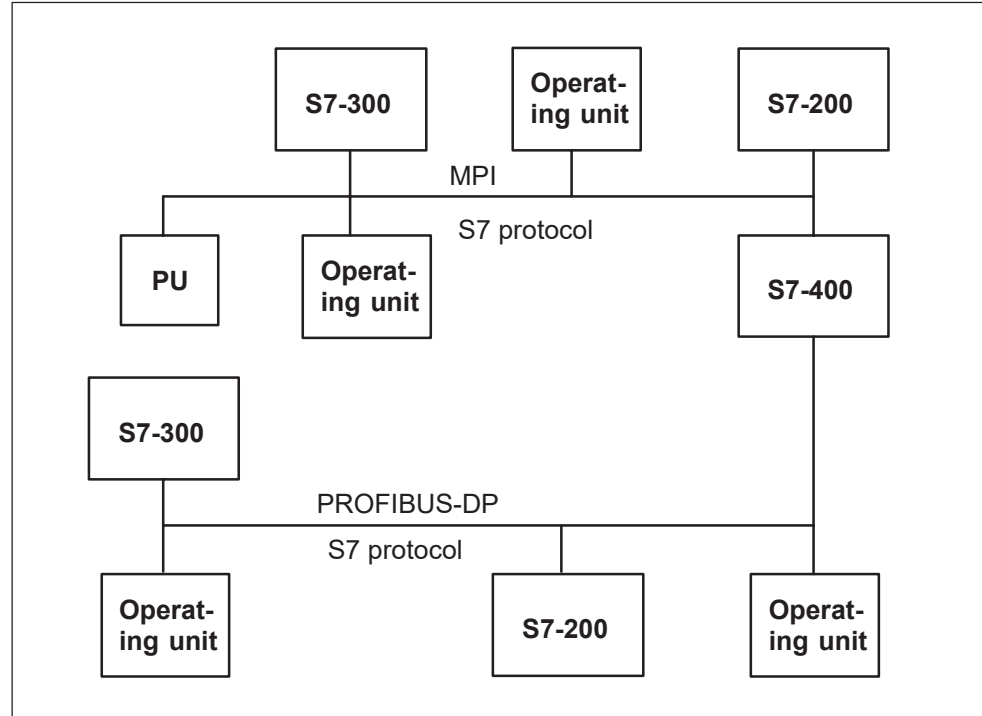 S7-300
Operat-
ing unit
S7-200
MPI
S7 protocol
PU
Operat-
ing unit
S7-400
S7-300
PROFIBUS-DP
S7 protocol
Operat-
ing unit
S7-200
Operat-
ing unit